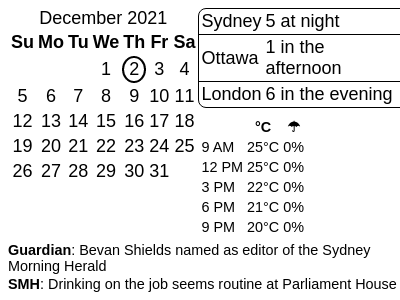 December 2021
Su Mo Tu We Th Fr Sa
1 2 3 4
5 6 7 8 9 10 11
12 13 14 15 16 17 18
19 20 21 22 23 24 25
26 27 28 29 30 31
Sydney 5 at night
Ottawa 1 in the
afternoon
London 6 in the evening
°C ☂
9 AM 25°C 0%
12 PM 25°C 0%
3 PM 22°C 0%
6 PM 21°C 0%
9 PM 20°C 0%
Guardian: Bevan Shields named as editor of the Sydney
Morning Herald
SMH: Drinking on the job seems routine at Parliament House